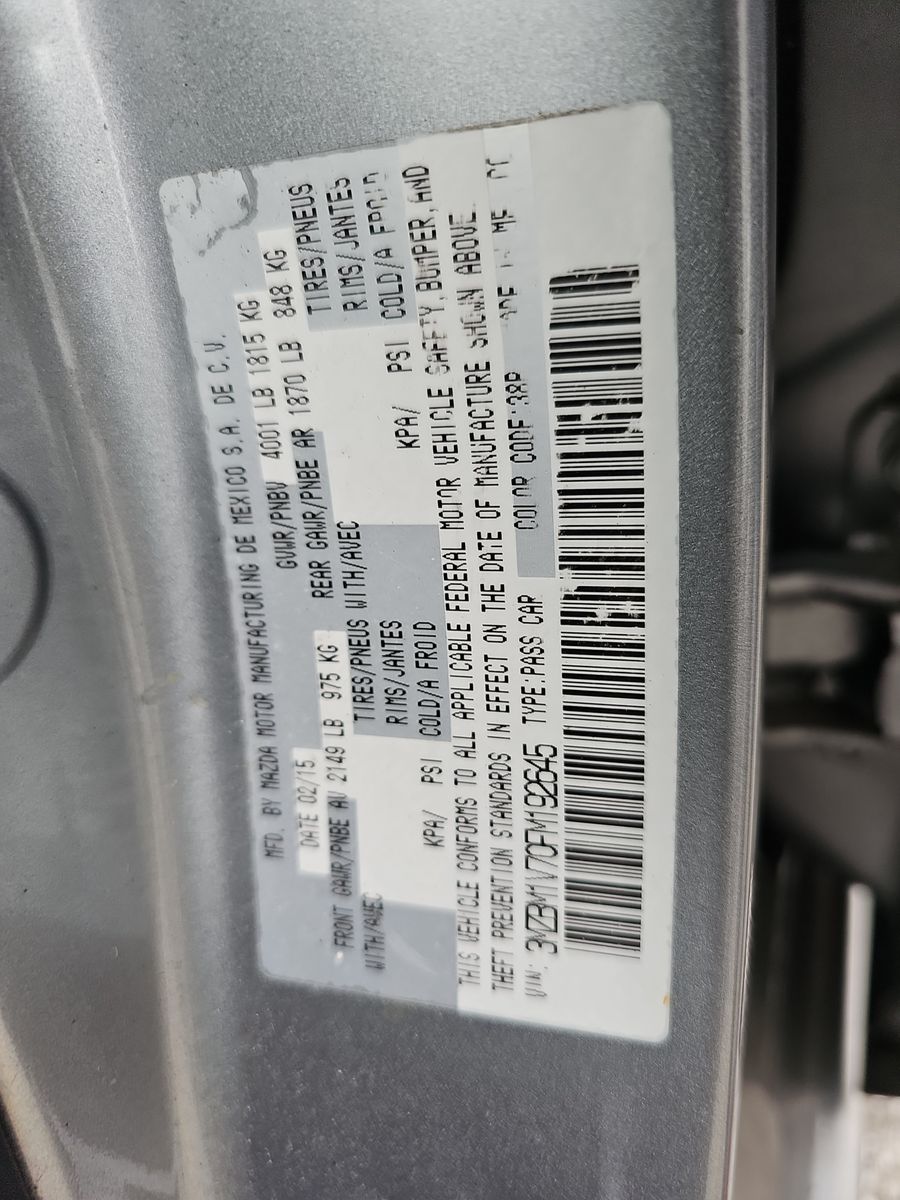 MFD. BY MAZDA MOTOR MANUFACTURING DE MEXICO S.A. DE C.V.
DATE 02/15 GVWR/PNBV 4001 LB 1815 KG
FRONT GAWR/PNBE AV 2149 LB 975 KG REAR GAWR/PNBE AR 1870 LB 848 KG
WITH/AVEC TIRES/PNEUS WITH/AVEC TIRES/PNEUS
RIMS/JANTES RIMS/JANTES
KPA/ PSI COLD/A FROID KPA/ PSI COLD/A FROID
THIS VEHICLE CONFORMS TO ALL APPLICABLE FEDERAL MOTOR VEHICLE SAFETY, BUMPER, AND
THEFT PREVENTION STANDARDS IN EFFECT ON THE DATE OF MANUFACTURE SHOWN ABOVE.
VIN: 3MZBM1V70FM192645 TYPE:PASS CAR COLOR CODE:38P